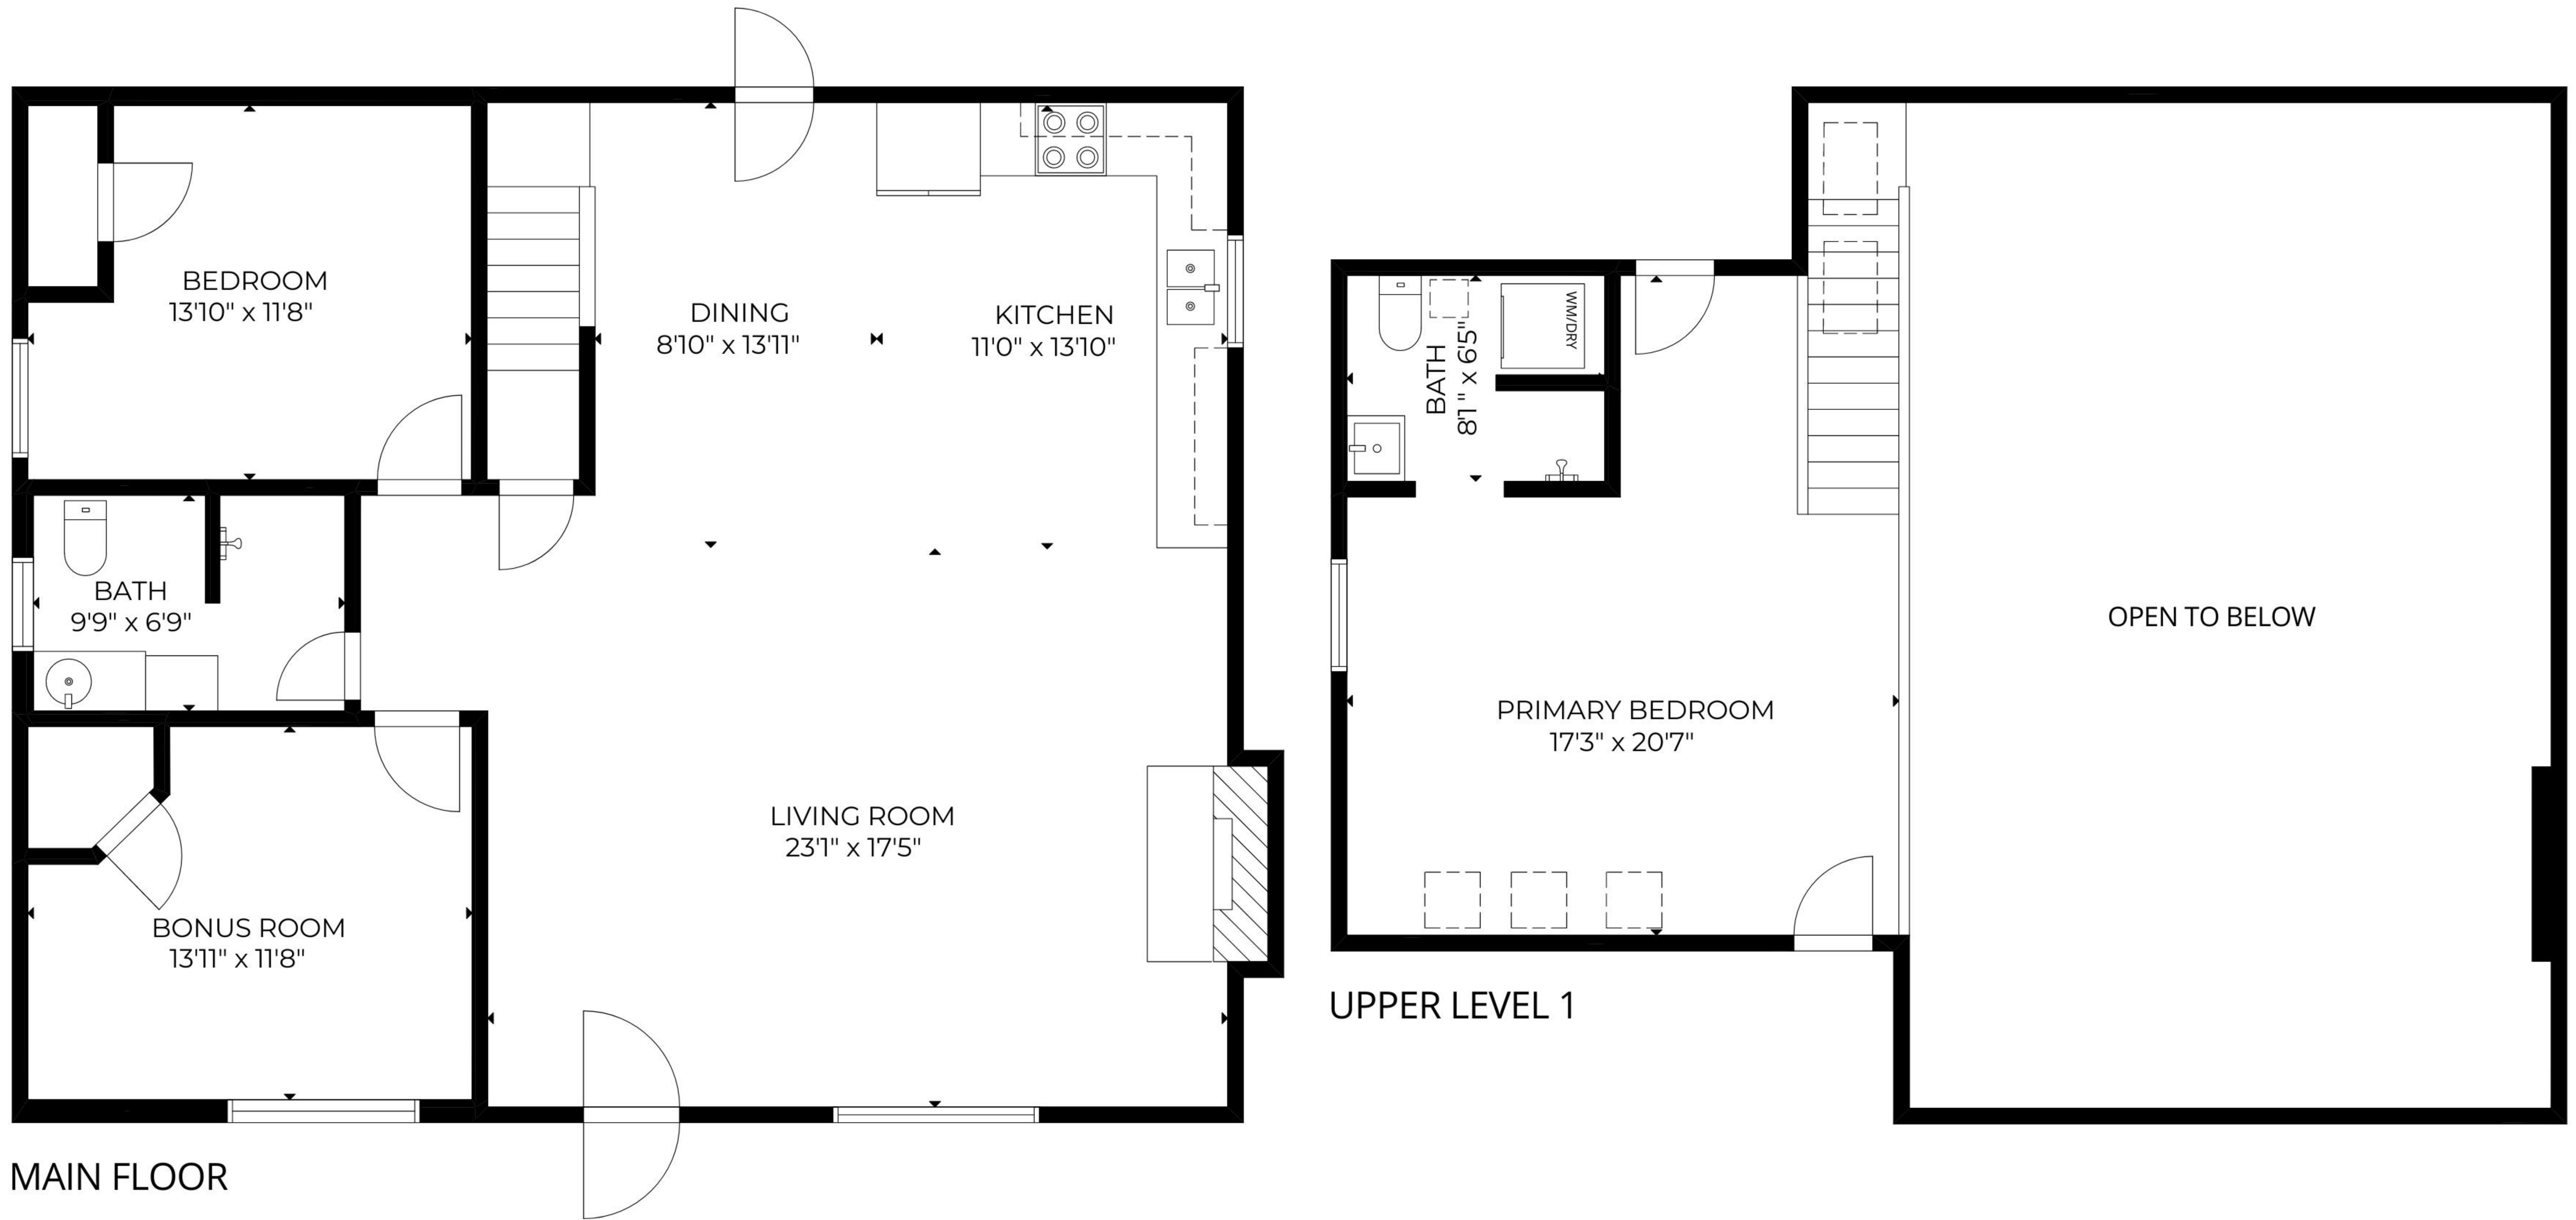 BEDROOM
13'10" x 11'8"
DINING
8'10" x 13'11"
KITCHEN
11'0" x 13'10"
BATH
9'9" x 6'9"
LIVING ROOM
23'1" x 17'5"
BONUS ROOM
13'11" x 11'8"
MAIN FLOOR
WM/DRY
BATH
8'1" x 6'5"
OPEN TO BELOW
PRIMARY BEDROOM
17'3" x 20'7"
UPPER LEVEL 1